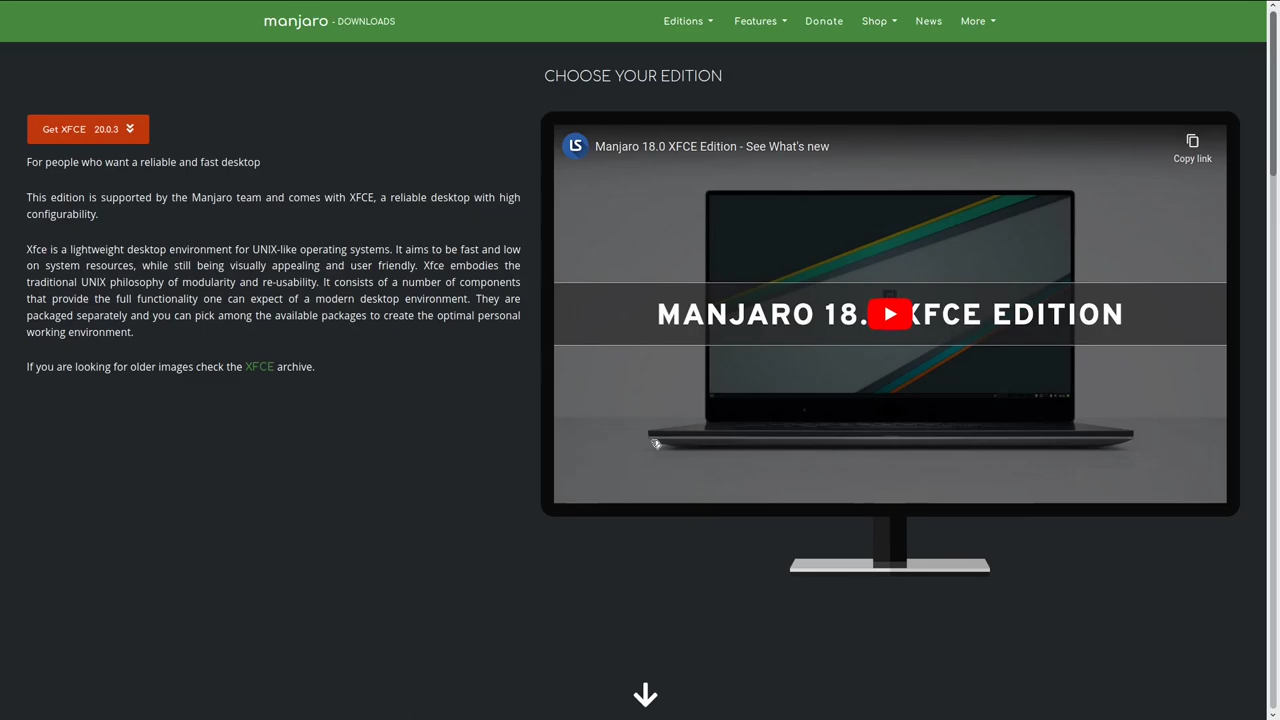 manjaro - DOWNLOADS
Editions
Features
Donate
Shop
News
More
CHOOSE YOUR EDITION
Get XFCE 20.0.3
For people who want a reliable and fast desktop
This edition is supported by the Manjaro team and comes with XFCE, a reliable desktop with high
configurability.
Xfce is a lightweight desktop environment for UNIX-like operating systems. It aims to be fast and low
on system resources, while still being visually appealing and user friendly. Xfce embodies the
traditional UNIX philosophy of modularity and re-usability. It consists of a number of components
that provide the full functionality one can expect of a modern desktop environment. They are
packaged separately and you can pick among the available packages to create the optimal personal
working environment.
If you are looking for older images check the XFCE archive.
LS
Manjaro 18.0 XFCE Edition - See What's new
Copy link
MANJARO 18. XFCE EDITION